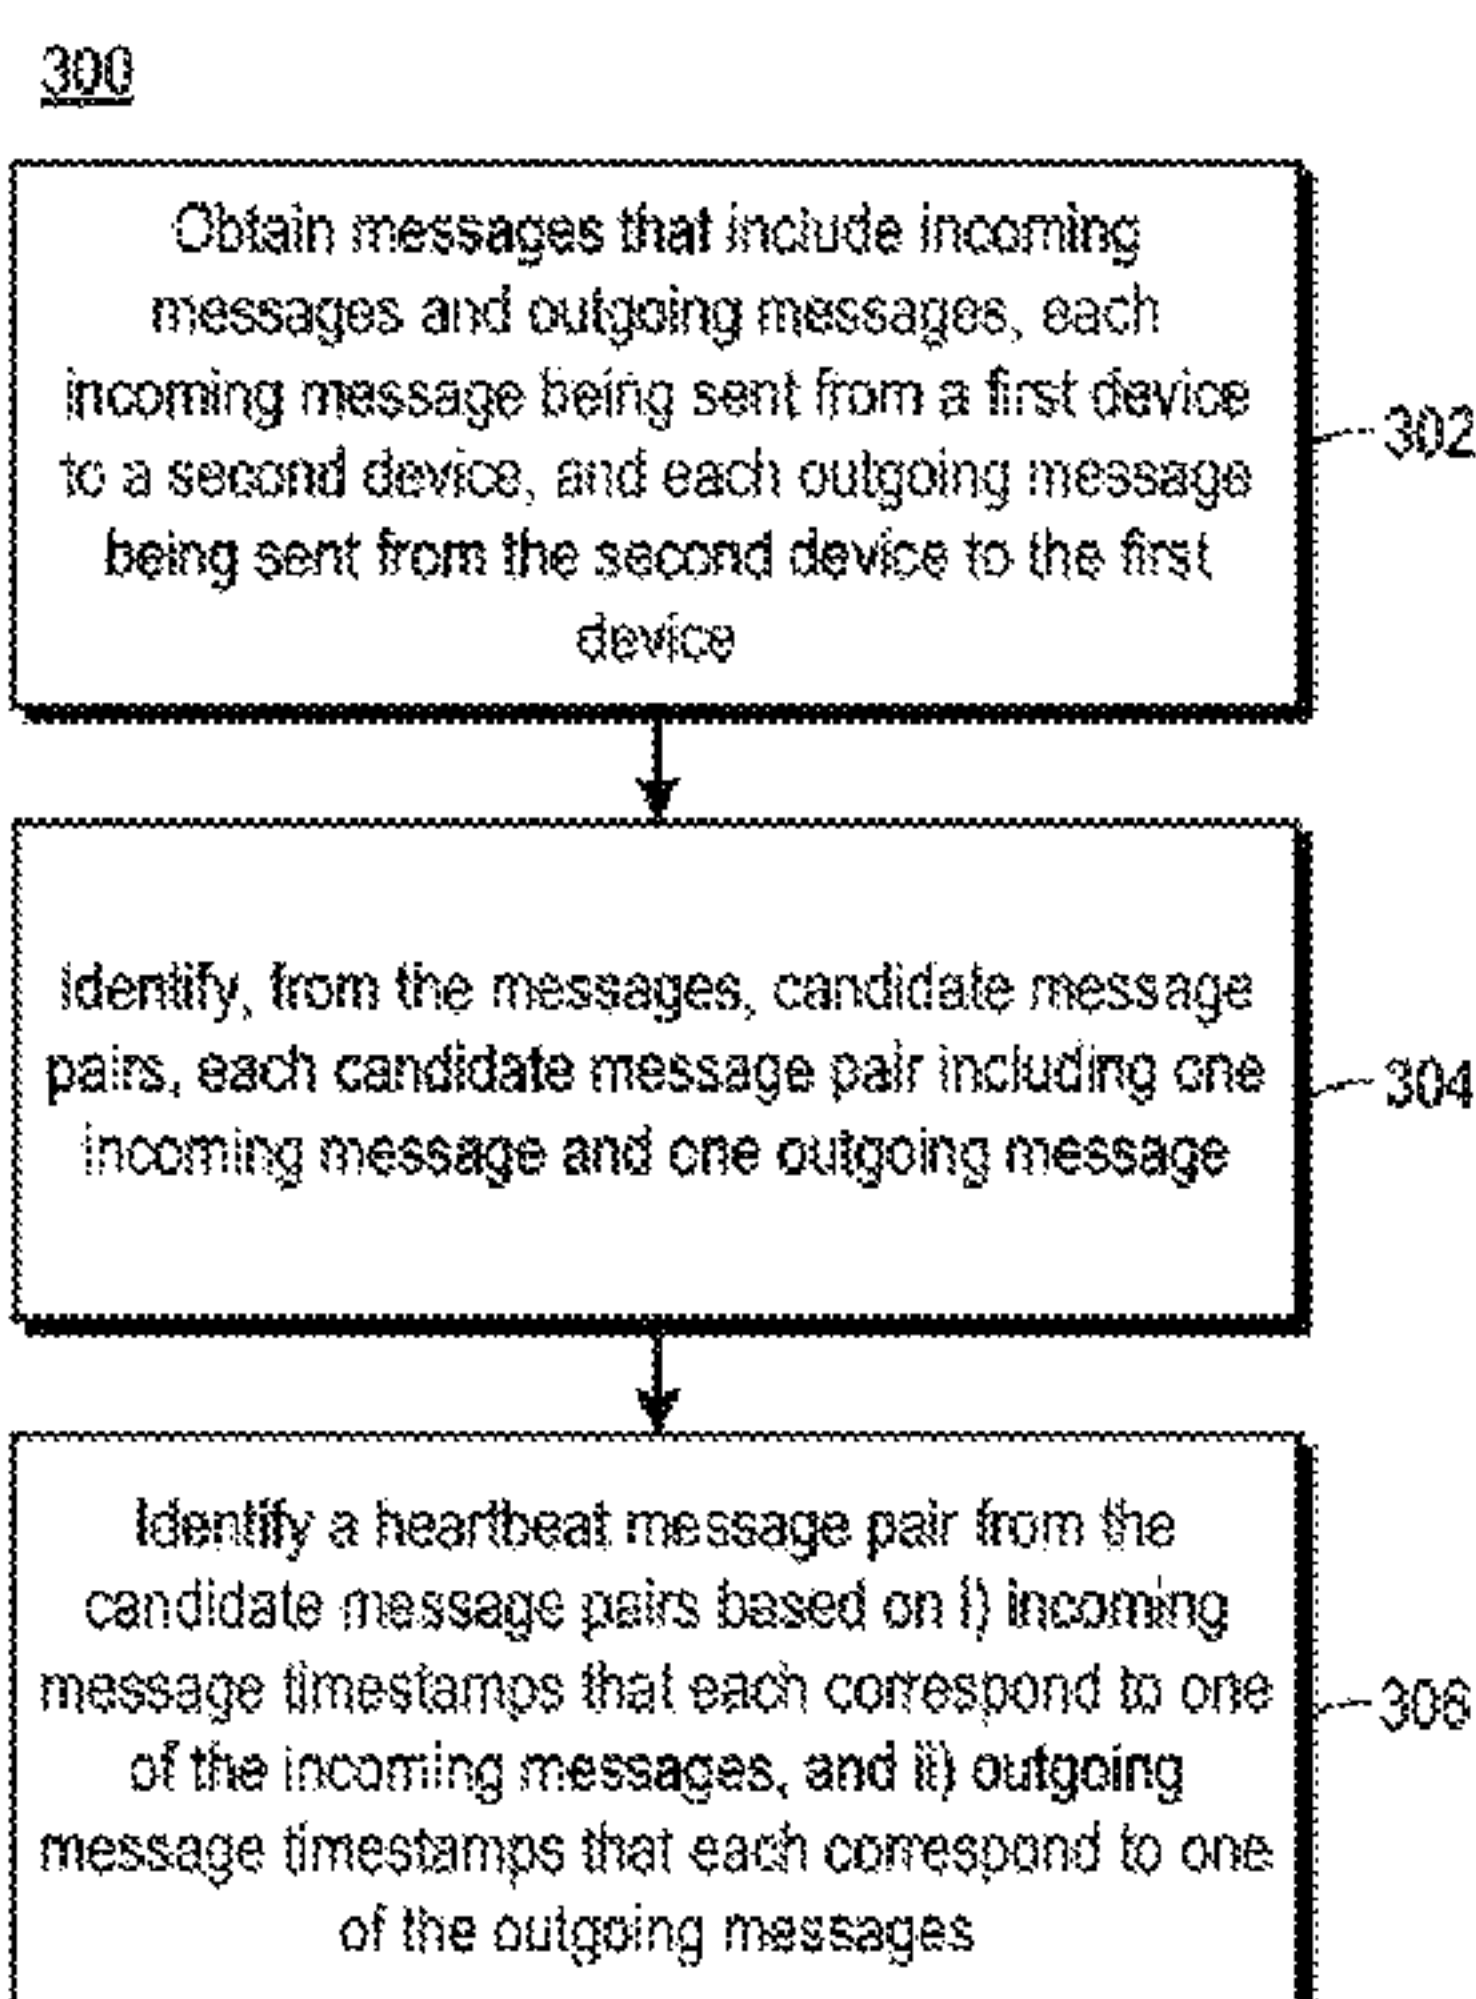 300
Obtain messages that include incoming
messages and outgoing messages, each
incoming message being sent from a first device
to a second device, and each outgoing message
being sent from the second device to the first
device
302
Identify, from the messages, candidate message
pairs, each candidate message pair including one
incoming message and one outgoing message
304
Identify a heartbeat message pair from the
candidate message pairs based on i) incoming
message timestamps that each correspond to one
of the incoming messages, and ii) outgoing
message timestamps that each correspond to one
of the outgoing messages
306